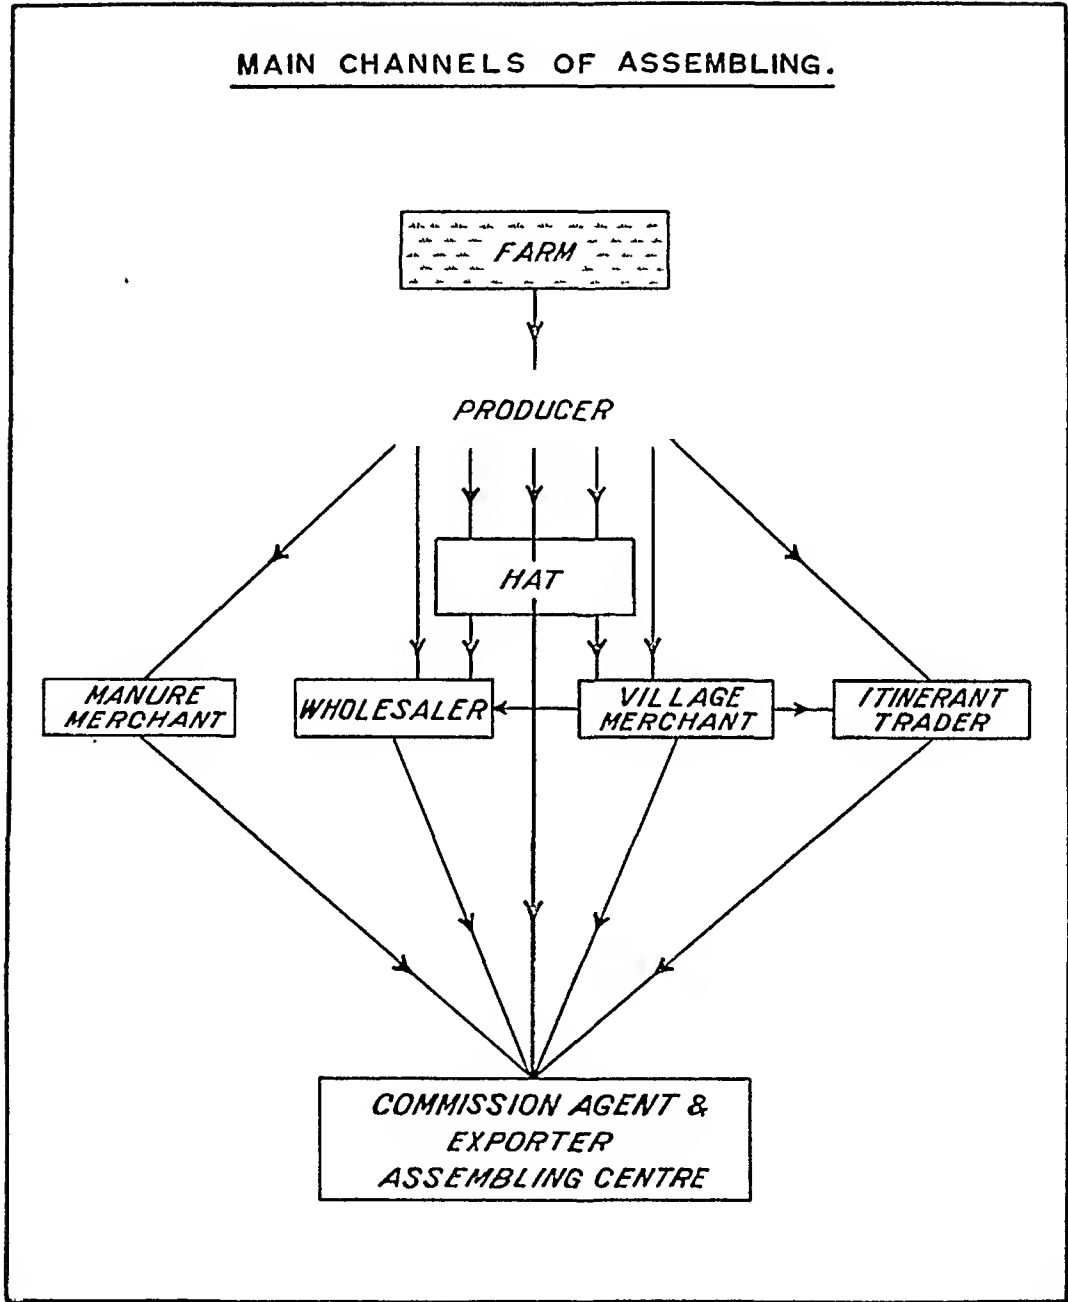 MAIN CHANNELS OF ASSEMBLING.
FARM
PRODUCER
HAT
MANURE
MERCHANT
WHOLESALER
VILLAGE
MERCHANT
ITINERANT
TRADER
COMMISSION AGENT &
EXPORTER
ASSEMBLING CENTRE